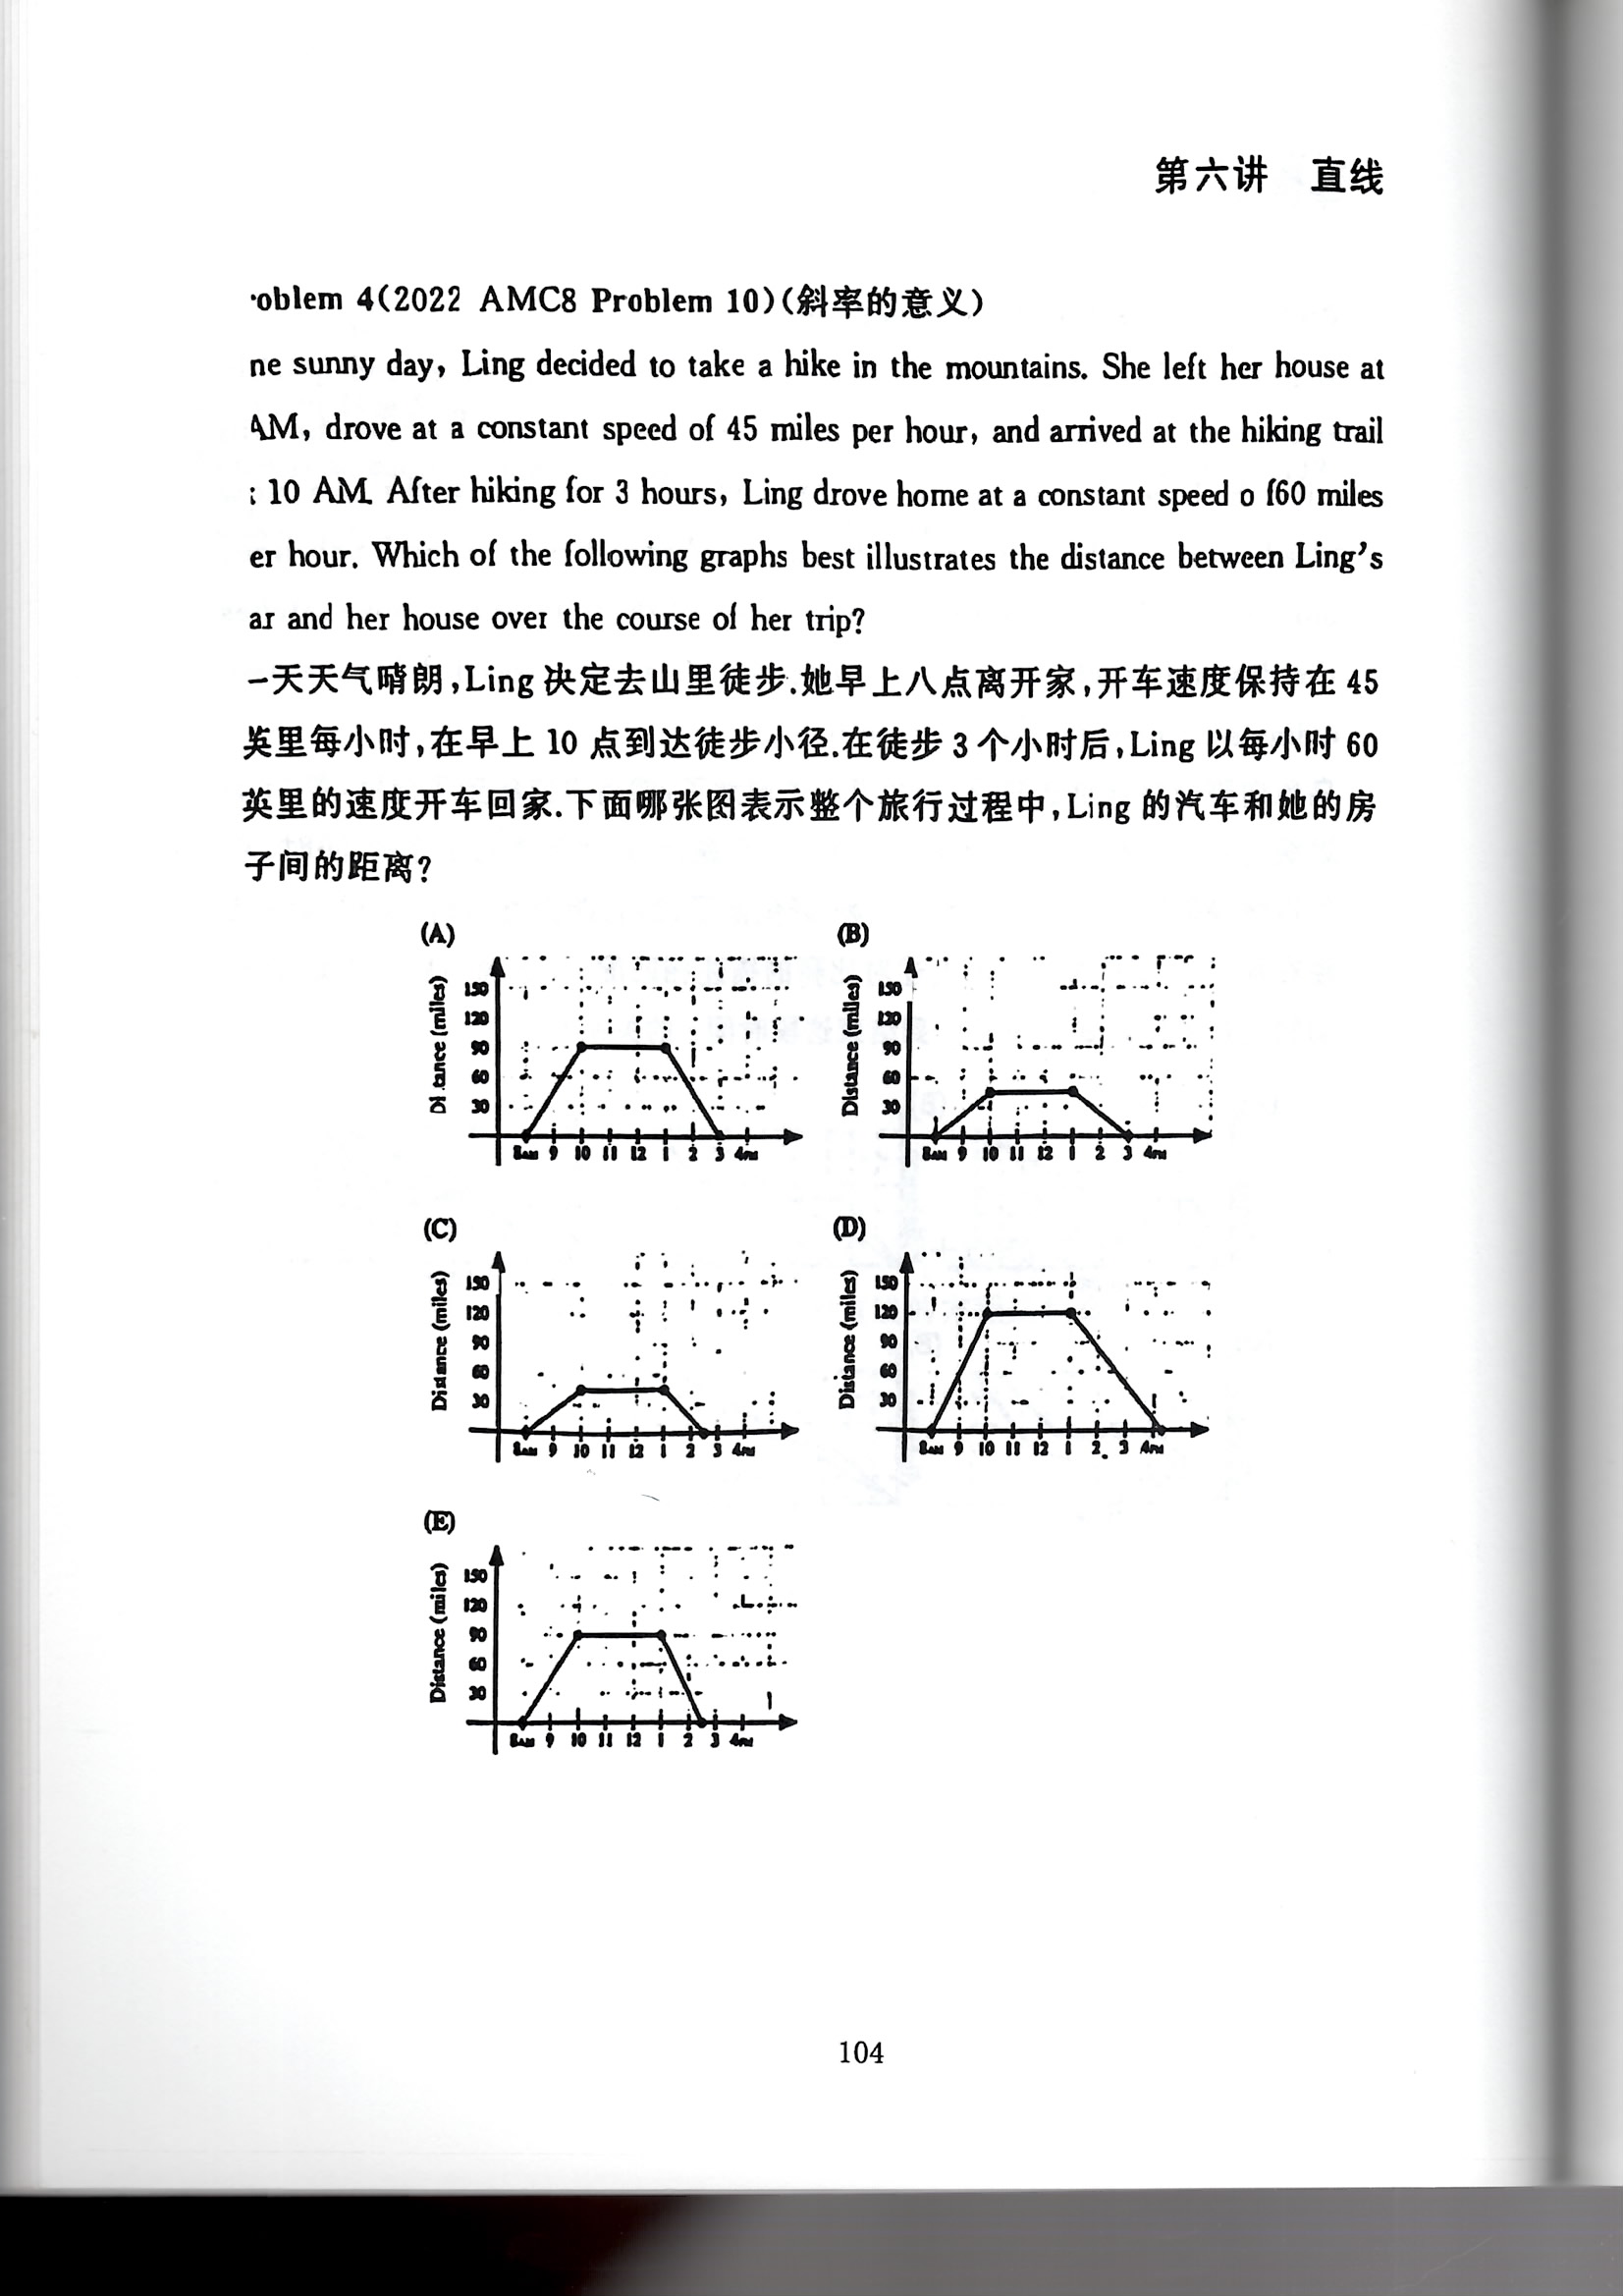 第六讲 直线
oblem 4(2022 AMC8 Problem 10)(斜率的意义)
ne sunny day, Ling decided to take a hike in the mountains. She left her house at
AM, drove at a constant speed of 45 miles per hour, and arrived at the hiking trail
: 10 AM. After hiking for 3 hours, Ling drove home at a constant speed o f60 miles
er hour. Which of the following graphs best illustrates the distance between Ling's
ar and her house over the course of her trip?
一天天气晴朗,Ling 决定去山里徒步.她早上八点离开家,开车速度保持在 45
英里每小时,在早上 10 点到达徒步小径.在徒步 3 个小时后,Ling 以每小时 60
英里的速度开车回家.下面哪张图表示整个旅行过程中,Ling 的汽车和她的房
子间的距离?
(A)
Di tance (miles)
150
120
90
60
30
8AM 9 10 11 12 1 2 3 4PM
(B)
Distance (miles)
150
120
90
60
30
8AM 9 10 11 12 1 2 3 4PM
(C)
Distance (miles)
150
120
90
60
30
8AM 9 10 11 12 1 2 3 4PM
(D)
Distance (miles)
150
120
90
60
30
8AM 9 10 11 12 1 2 3 4PM
(E)
Distance (miles)
150
120
90
60
30
8AM 9 10 11 12 1 2 3 4PM
104